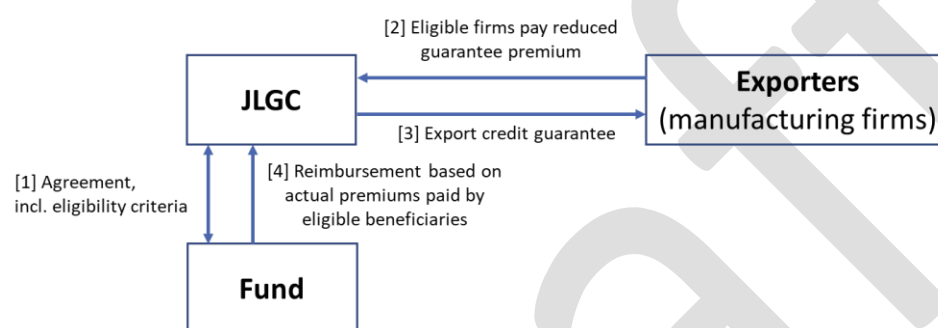 [2] Eligible firms pay reduced
guarantee premium
JLGC
Exporters
(manufacturing firms)
[3] Export credit guarantee
[1] Agreement,
incl. eligibility criteria
[4] Reimbursement based on
actual premiums paid by
eligible beneficiaries
Fund